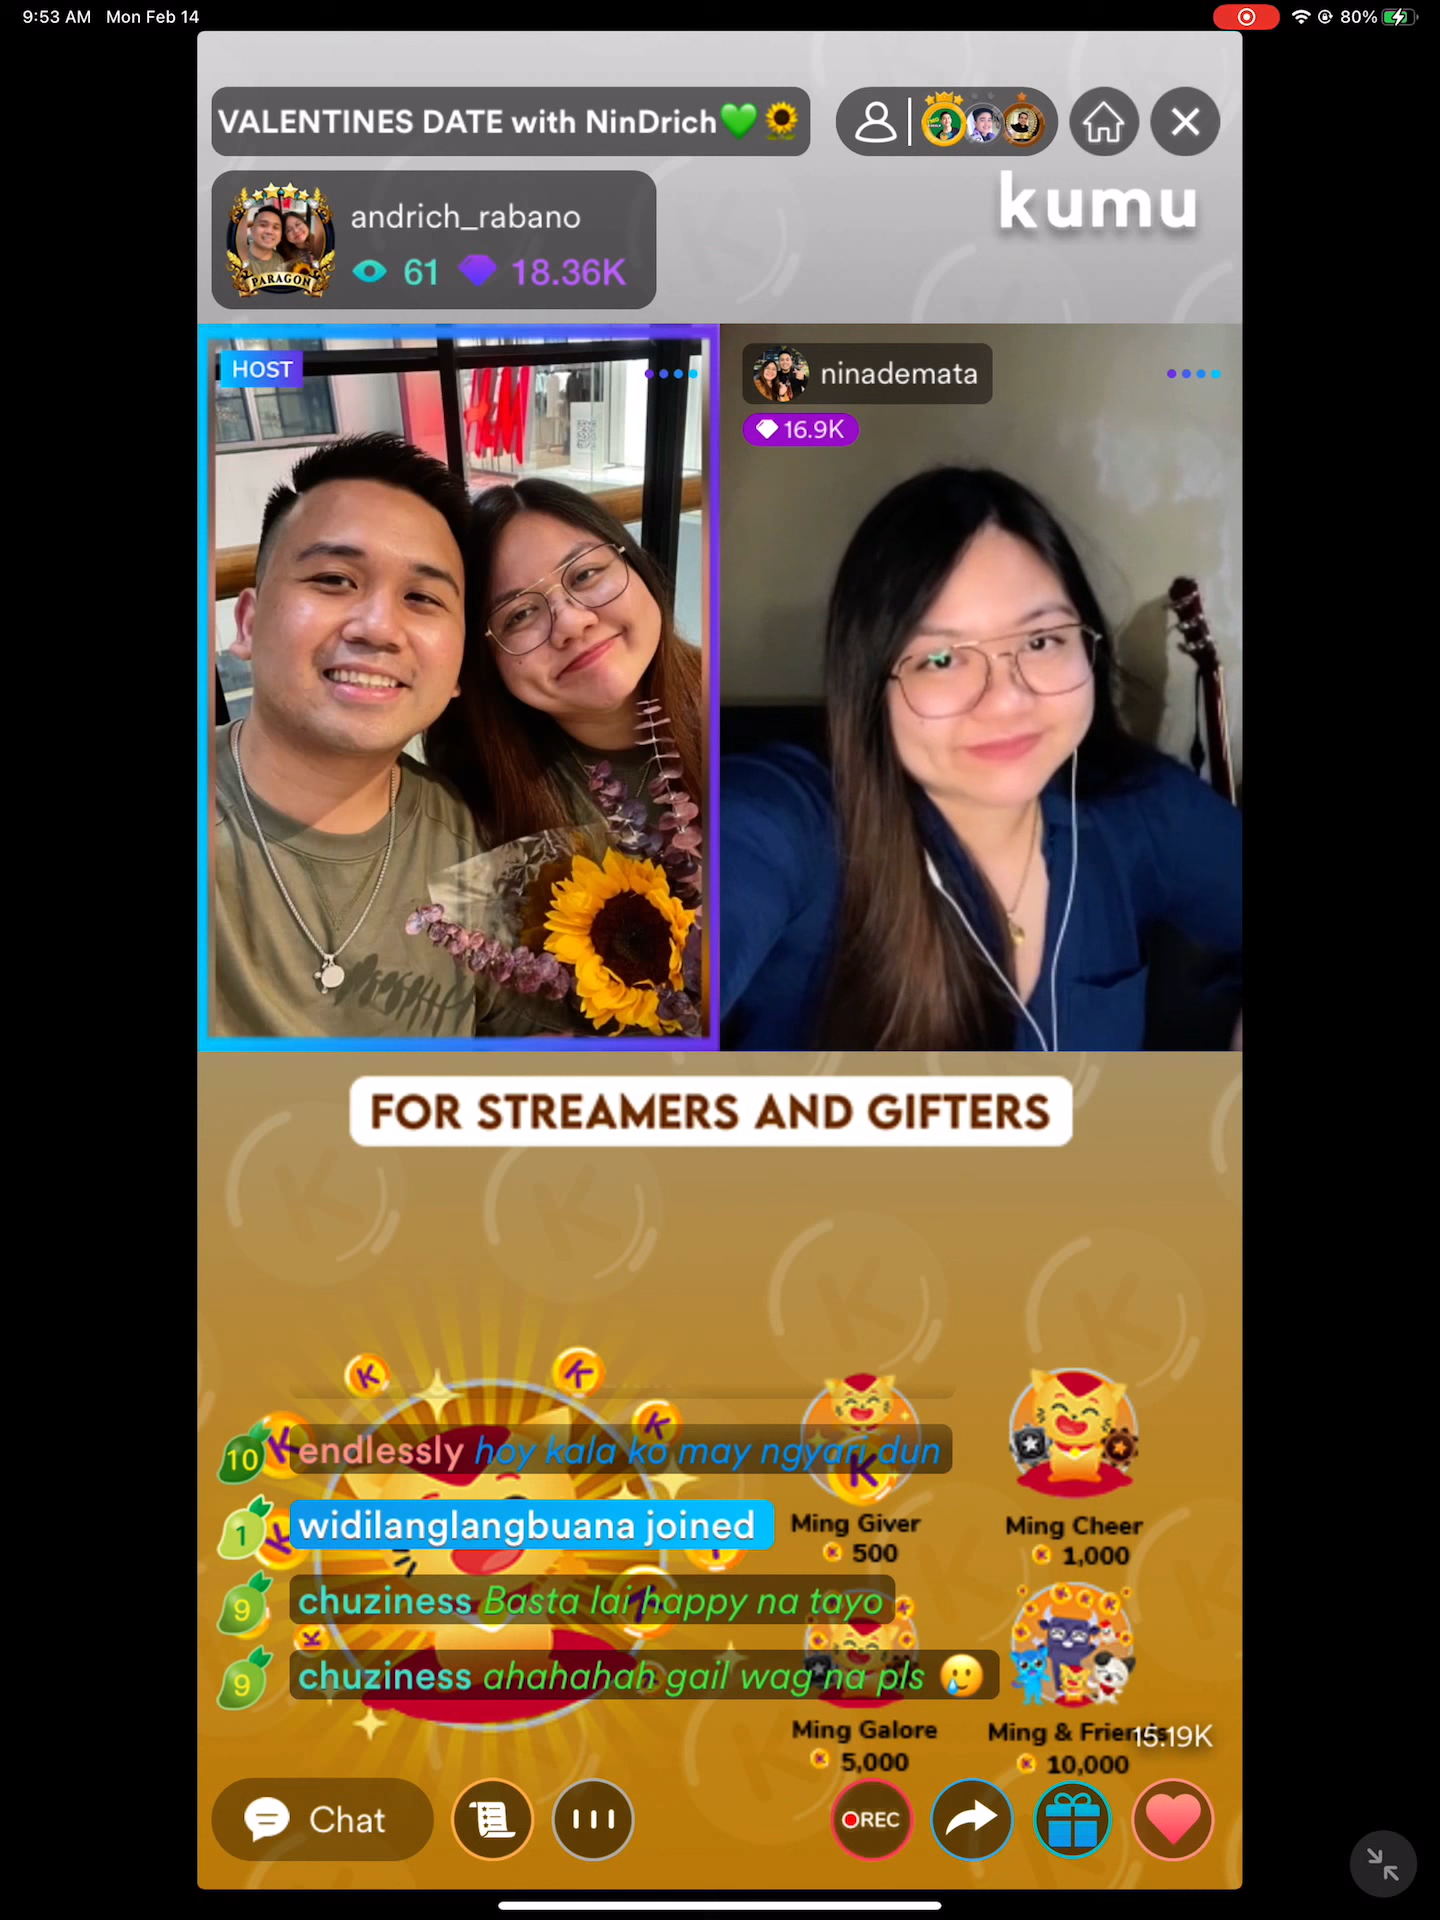 9:53 AM Mon Feb 14
80%
VALENTINES DATE with NinDrich💚🌻
kumu
andrich_rabano
61 18.36K
PARAGON
HOST
ninademata
16.9K
FOR STREAMERS AND GIFTERS
10 endlessly hoy kala ko may ngyari dun
1 widilanglangbuana joined
Ming Giver
500
Ming Cheer
1,000
9 chuziness Basta lai happy na tayo
9 chuziness ahahahah gail wag na pls 🥲
Ming Galore
5,000
Ming & Friends
10,000
15.19K
Chat
REC